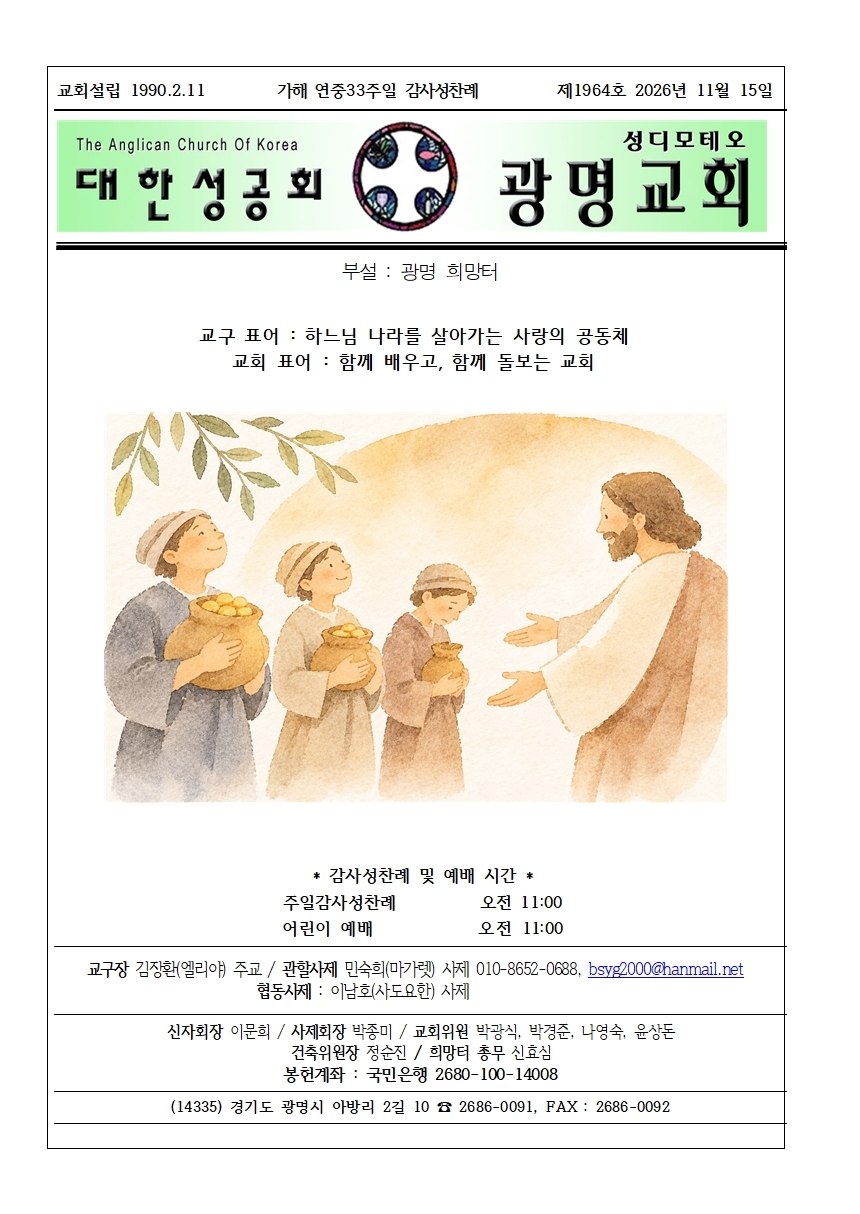 교회설립 1990.2.11 가해 연중33주일 감사성찬례 제1964호 2026년 11월 15일
The Anglican Church Of Korea
대한성공회
성디모테오
광명교회
부설 : 광명 희망터
교구 표어 : 하느님 나라를 살아가는 사랑의 공동체
교회 표어 : 함께 배우고, 함께 돌보는 교회
* 감사성찬례 및 예배 시간 *
주일감사성찬례 오전 11:00
어린이 예배 오전 11:00
교구장 김장환(엘리야) 주교 / 관할사제 민숙희(마가렛) 사제 010-8652-0688, bsyg2000@hanmail.net
협동사제 : 이남호(사도요한) 사제
신자회장 이문희 / 사제회장 박종미 / 교회위원 박광식, 박경준, 나영숙, 윤상돈
건축위원장 정순진 / 희망터 총무 신효심
봉헌계좌 : 국민은행 2680-100-14008
(14335) 경기도 광명시 아방리 2길 10 ☎ 2686-0091, FAX : 2686-0092